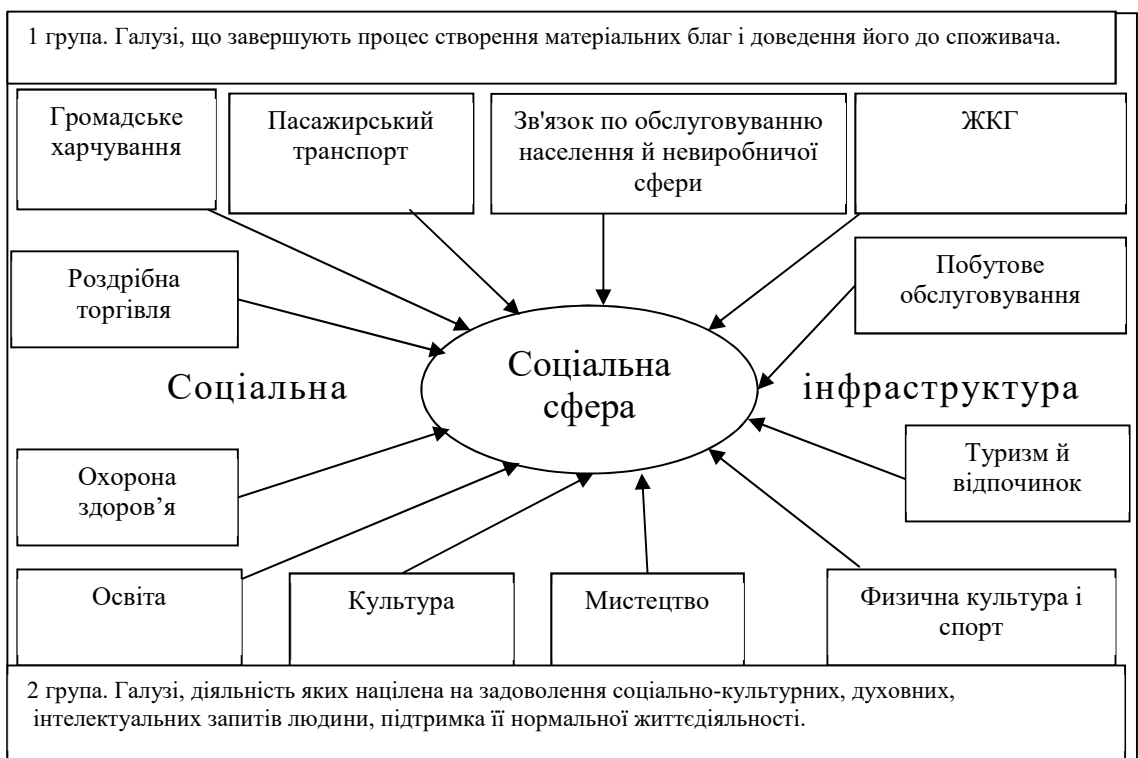 1 група. Галузі, що завершують процес створення матеріальних благ і доведення його до споживача.
Громадське
харчування
Пасажирський
транспорт
Зв'язок по обслуговуванню
населення й невиробничої
сфери
ЖКГ
Роздрібна
торгівля
Побутове
обслуговування
Соціальна
Соціальна
сфера
інфраструктура
Охорона
здоров’я
Туризм й
відпочинок
Освіта
Культура
Мистецтво
Физична культура і
спорт
2 група. Галузі, діяльність яких націлена на задоволення соціально-культурних, духовних,
інтелектуальних запитів людини, підтримка її нормальної життєдіяльності.